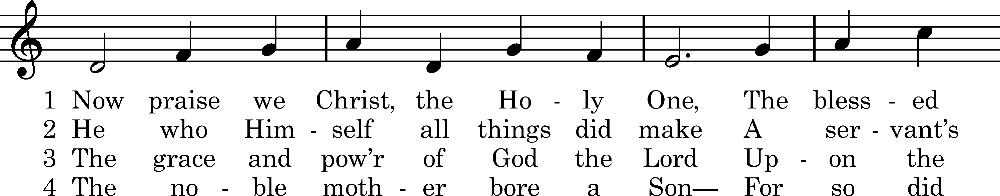 1 Now praise we Christ, the Ho - ly One, The bless - ed
2 He who Him - self all things did make A ser - vant’s
3 The grace and pow’r of God the Lord Up - on the
4 The no - ble moth - er bore a Son— For so did